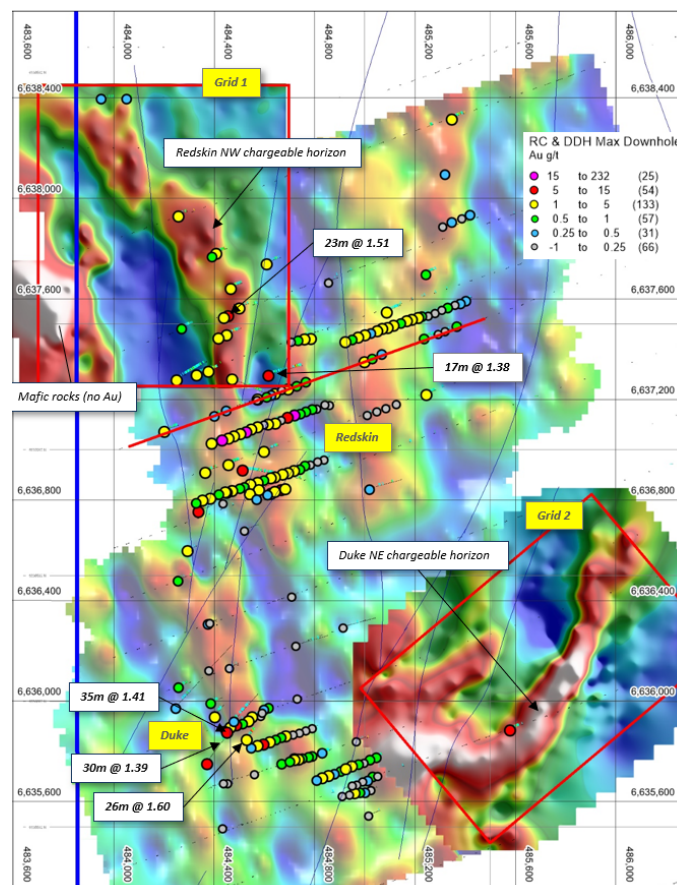 483,600
484,000
484,400
484,800
485,200
485,600
486,000
6,638,400
6,638,400
Grid 1
Redskin NW chargeable horizon
RC & DDH Max Downhole
Au g/t
15 to 232 (25)
5 to 15 (54)
1 to 5 (133)
0.5 to 1 (57)
0.25 to 0.5 (31)
-1 to 0.25 (66)
6,638,000
23m @ 1.51
6,637,600
6,637,600
17m @ 1.38
Mafic rocks (no Au)
6,637,200
6,637,200
Redskin
6,636,800
6,636,800
Grid 2
Duke NE chargeable horizon
6,636,400
6,636,400
35m @ 1.41
6,636,000
6,636,000
Duke
30m @ 1.39
26m @ 1.60
6,635,600
6,635,600
483,600
484,000
484,400
484,800
485,200
485,600
486,000